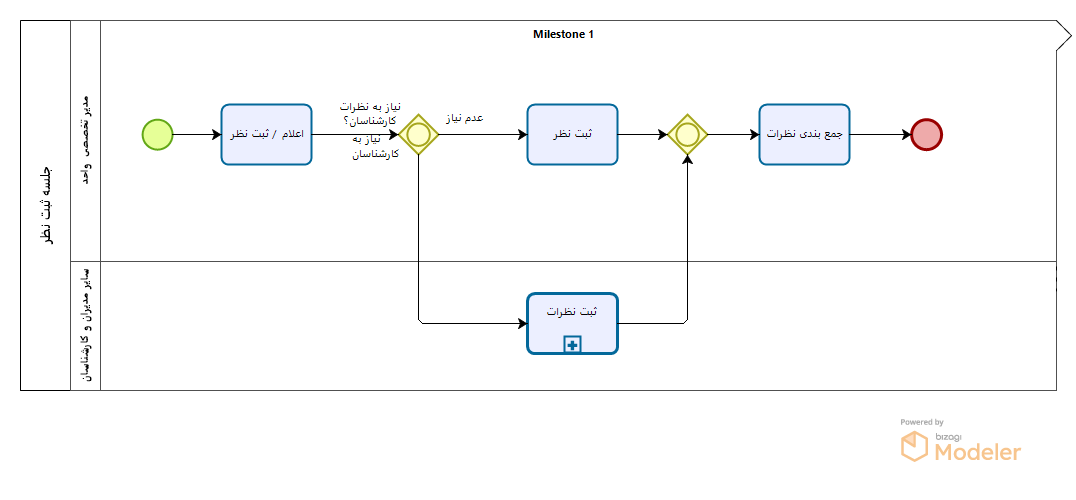 Milestone 1
جلسه ثبت نظر
مدیر تخصصی واحد
اعلام / ثبت نظر
نیاز به نظرات
کارشناسان؟
نیاز به
کارشناسان
عدم نیاز
ثبت نظر
جمع بندی نظرات
سایر مدیران و کارشناسان
ثبت نظرات
Powered by
bizagi
Modeler